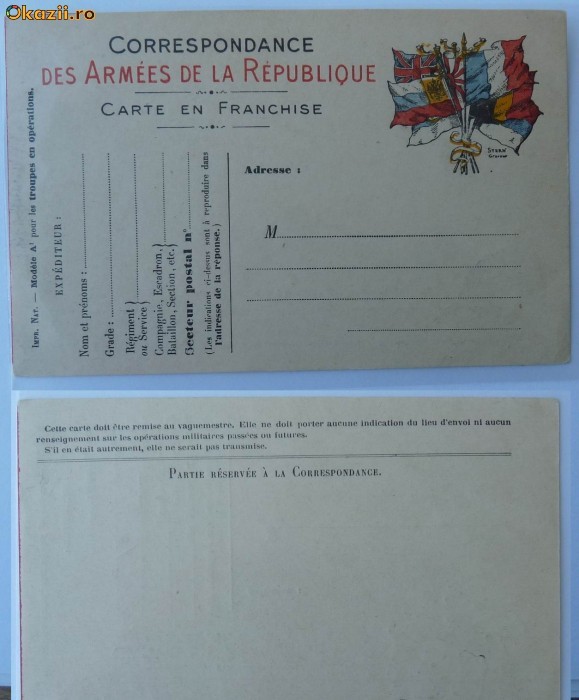 Okazii.ro
CORRESPONDANCE
DES ARMÉES DE LA RÉPUBLIQUE
CARTE EN FRANCHISE
Impr. Nat. — Modèle A¹ pour les troupes en opérations.
EXPÉDITEUR :
Nom et prénoms :
Grade :
Régiment }
ou Service }
Compagnie, Escadron, }
Bataillon, Section, etc. }
Secteur postal n°
(Les indications ci-dessus sont à reproduire dans
l'adresse de la réponse.)
Adresse :
M
STERN
Cette carte doit être remise au vaguemestre. Elle ne doit porter aucune indication du lieu d'envoi ni aucun
renseignement sur les opérations militaires passées ou futures.
S'il en était autrement, elle ne serait pas transmise.
PARTIE RÉSERVÉE À LA CORRESPONDANCE.